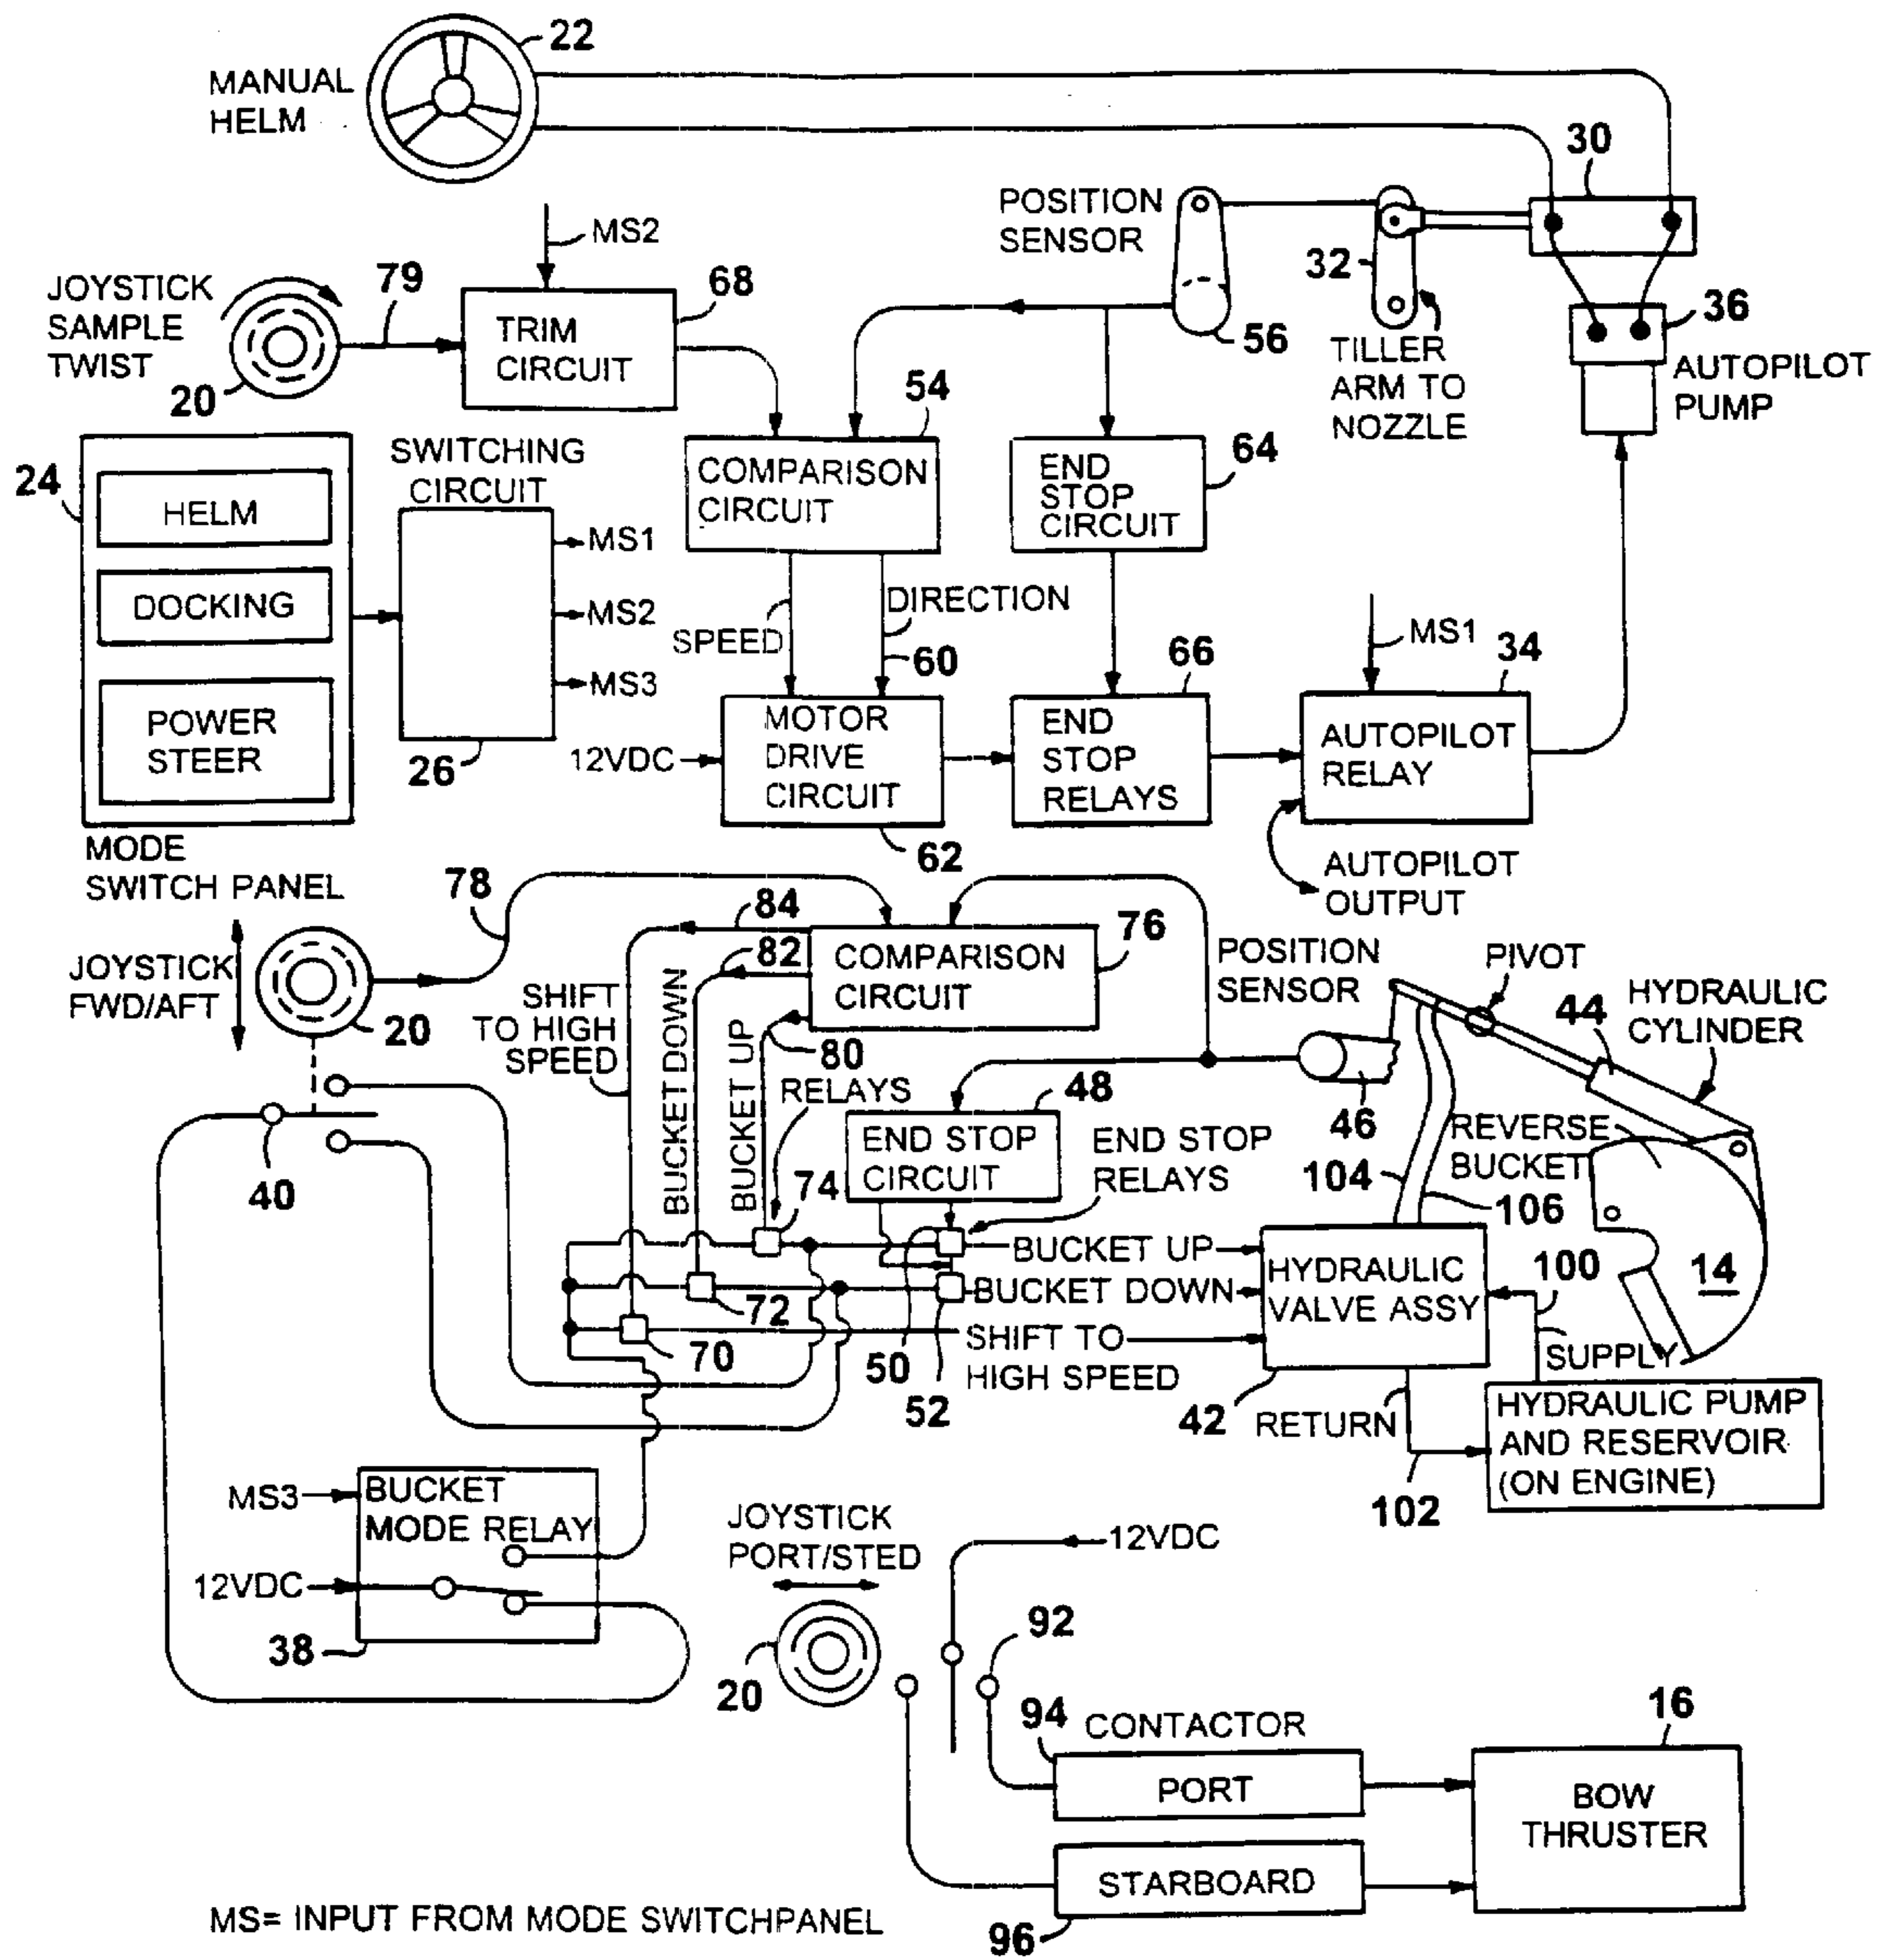 22
MANUAL
HELM
30
POSITION
SENSOR
MS2
79
68
32
36
JOYSTICK
SAMPLE
TWIST
TRIM
CIRCUIT
56
TILLER
ARM TO
NOZZLE
AUTOPILOT
PUMP
20
54
24
SWITCHING
CIRCUIT
64
HELM
COMPARISON
CIRCUIT
END
STOP
CIRCUIT
MS1
DOCKING
MS2
DIRECTION
SPEED
MS1
34
60
66
MS3
POWER
STEER
MOTOR
DRIVE
CIRCUIT
END
STOP
RELAYS
AUTOPILOT
RELAY
12VDC
26
MODE
SWITCH PANEL
62
AUTOPILOT
OUTPUT
78
84
76
82
COMPARISON
CIRCUIT
POSITION
SENSOR
PIVOT
JOYSTICK
FWD/AFT
SHIFT
TO HIGH
SPEED
44
HYDRAULIC
CYLINDER
20
BUCKET DOWN
BUCKET UP
80
RELAYS
48
46
END STOP
CIRCUIT
END STOP
RELAYS
REVERSE
BUCKET
40
74
104
106
BUCKET UP
BUCKET DOWN
HYDRAULIC
VALVE ASSY
100
14
72
70
50
52
SHIFT TO
HIGH SPEED
42
SUPPLY
RETURN
HYDRAULIC PUMP
AND RESERVOIR
(ON ENGINE)
102
MS3
BUCKET
MODE RELAY
JOYSTICK
PORT/STED
12VDC
12VDC
38
92
20
94
CONTACTOR
16
PORT
BOW
THRUSTER
STARBOARD
96
MS= INPUT FROM MODE SWITCHPANEL